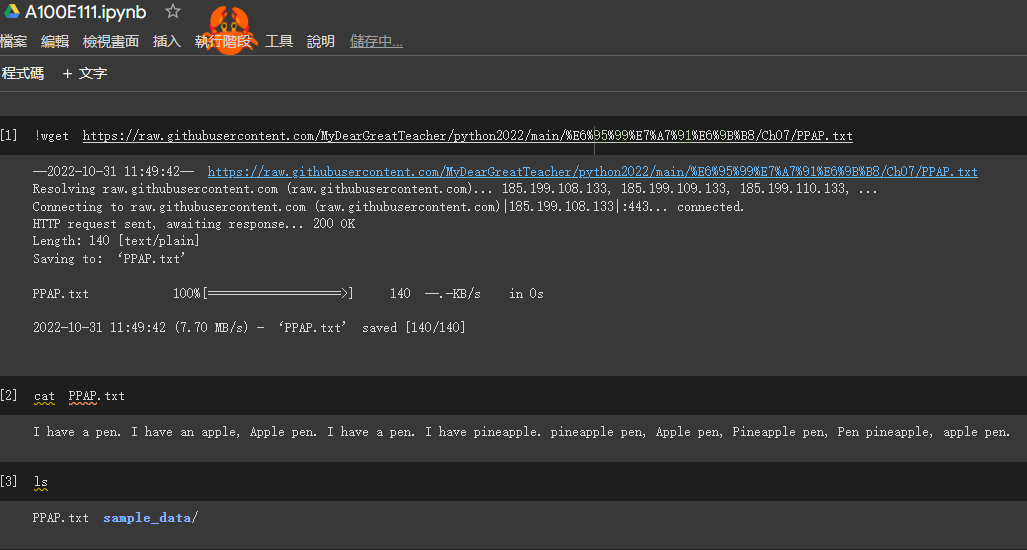 A100E111.ipynb
檔案 編輯 檢視畫面 插入 執行階段 工具 說明 儲存中...
程式碼 + 文字
[1] !wget https://raw.githubusercontent.com/MyDearGreatTeacher/python2022/main/%E6%95%99%E7%A7%91%E6%9B%B8/Ch07/PPAP.txt
--2022-10-31 11:49:42-- https://raw.githubusercontent.com/MyDearGreatTeacher/python2022/main/%E6%95%99%E7%A7%91%E6%9B%B8/Ch07/PPAP.txt
Resolving raw.githubusercontent.com (raw.githubusercontent.com)... 185.199.108.133, 185.199.109.133, 185.199.110.133, ...
Connecting to raw.githubusercontent.com (raw.githubusercontent.com)|185.199.108.133|:443... connected.
HTTP request sent, awaiting response... 200 OK
Length: 140 [text/plain]
Saving to: ‘PPAP.txt’
PPAP.txt 100%[===================>] 140 --.-KB/s in 0s
2022-10-31 11:49:42 (7.70 MB/s) - ‘PPAP.txt’ saved [140/140]
[2] cat PPAP.txt
I have a pen. I have an apple, Apple pen. I have a pen. I have pineapple. pineapple pen, Apple pen, Pineapple pen, Pen pineapple, apple pen.
[3] ls
PPAP.txt sample_data/